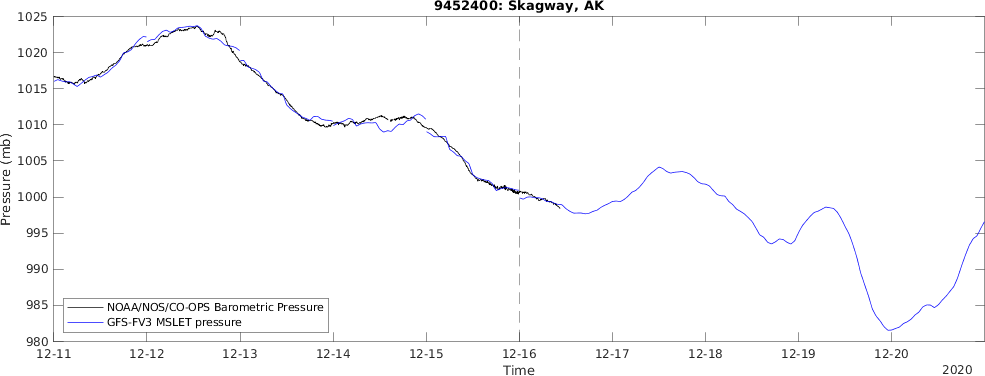 9452400: Skagway, AK
1025
1020
1015
1010
1005
1000
995
990
985
980
Pressure (mb)
NOAA/NOS/CO-OPS Barometric Pressure
GFS-FV3 MSLET pressure
12-11 12-12 12-13 12-14 12-15 12-16 12-17 12-18 12-19 12-20
Time
2020